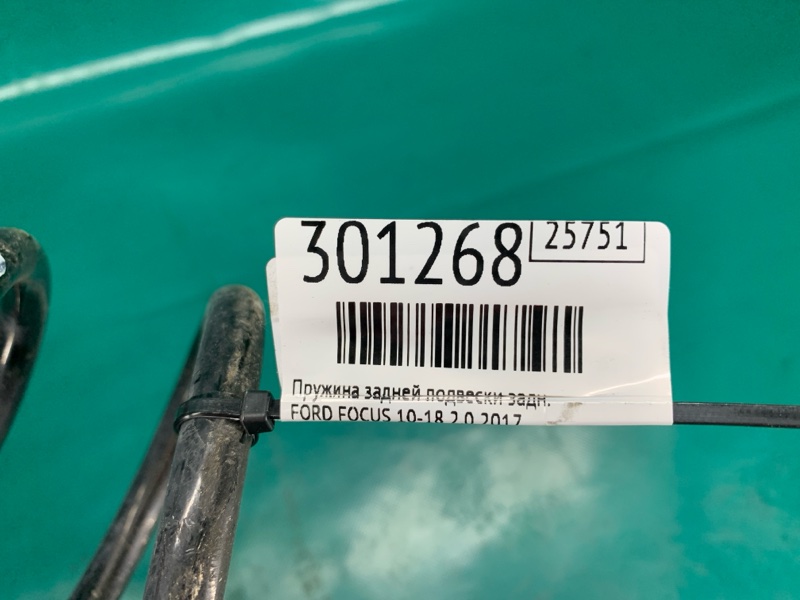 301268 25751
Пружина задней подвески задн.
FORD FOCUS 10-18 2.0 2017